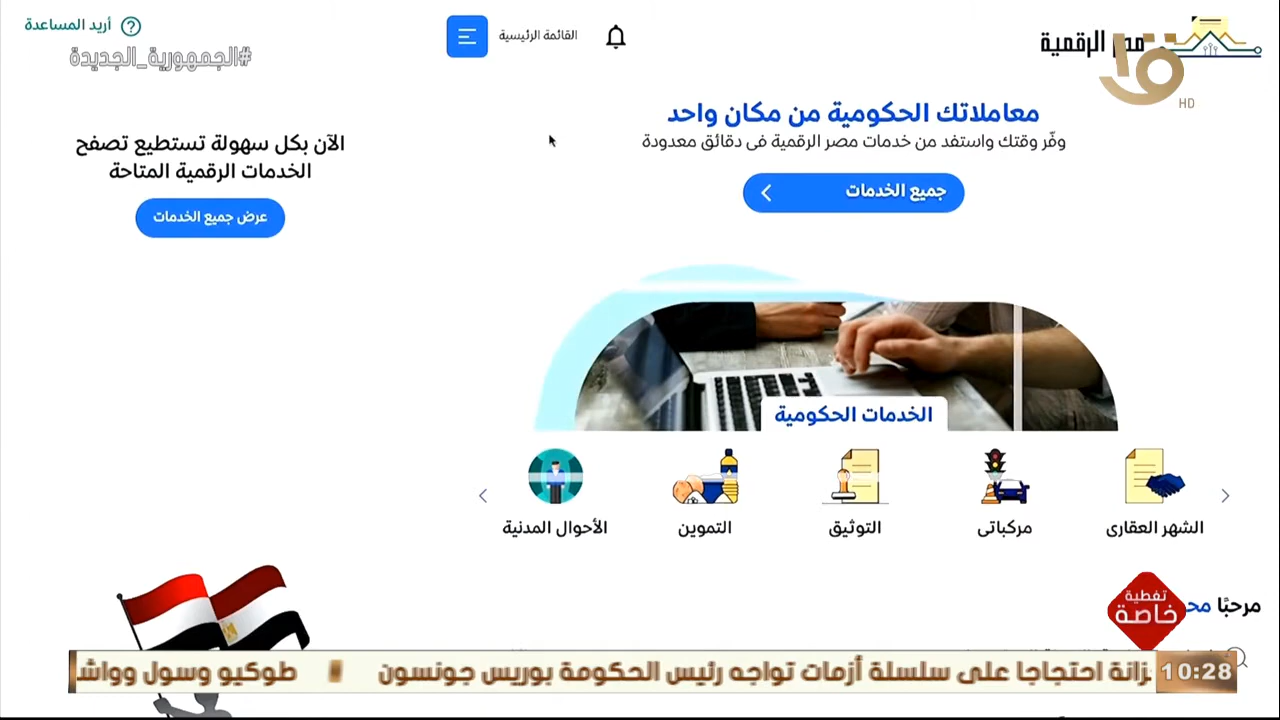 أريد المساعدة
القائمة الرئيسية
الرقمية
#الجمهورية_الجديدة
HD
معاملاتك الحكومية من مكان واحد
وفّر وقتك واستفد من خدمات مصر الرقمية فى دقائق معدودة
جميع الخدمات
الآن بكل سهولة تستطيع تصفح
الخدمات الرقمية المتاحة
عرض جميع الخدمات
الخدمات الحكومية
الشهر العقارى
مركباتى
التوثيق
التموين
الأحوال المدنية
مرحبًا
تغطية
خاصة
10:28
احتجاجا على سلسلة أزمات تواجه رئيس الحكومة بوريس جونسون
طوكيو وسول